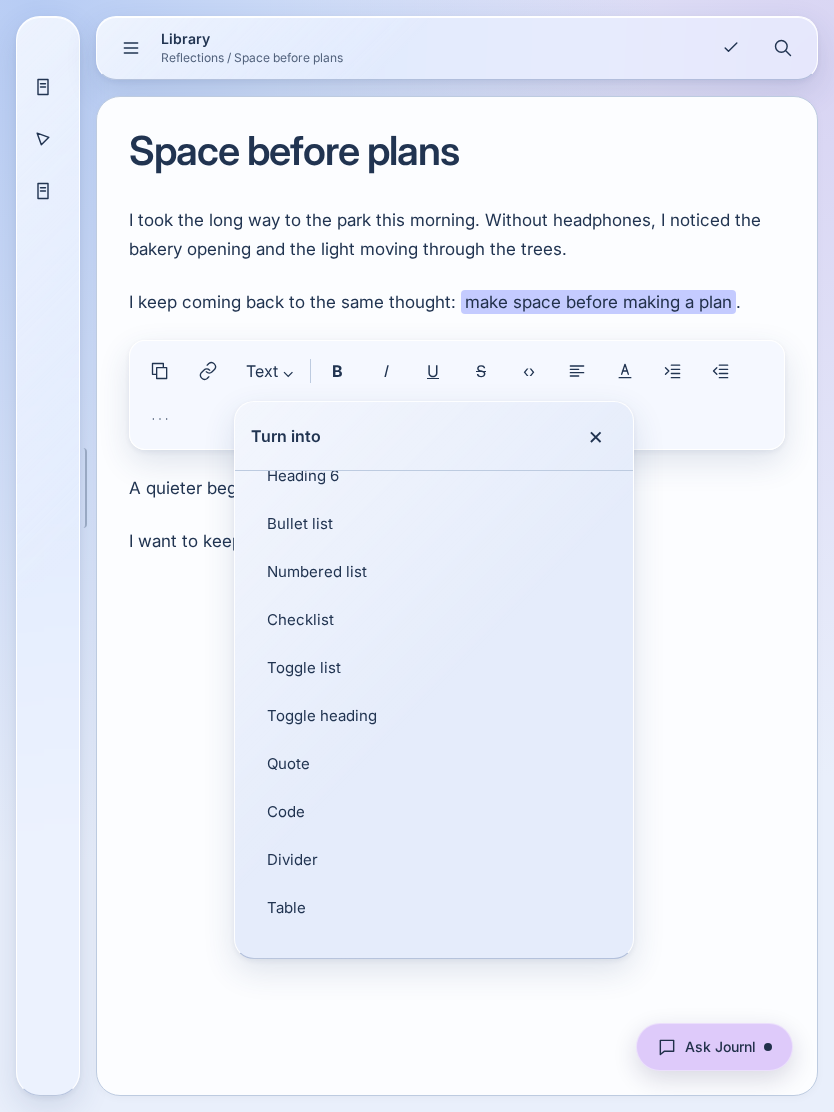 Library
Reflections / Space before plans
Space before plans
I took the long way to the park this morning. Without headphones, I noticed the
bakery opening and the light moving through the trees.
I keep coming back to the same thought: make space before making a plan.
Text
B I U S A
...
Turn into
A quieter beg
I want to keep
Heading 6
Bullet list
Numbered list
Checklist
Toggle list
Toggle heading
Quote
Code
Divider
Table
Ask Journl